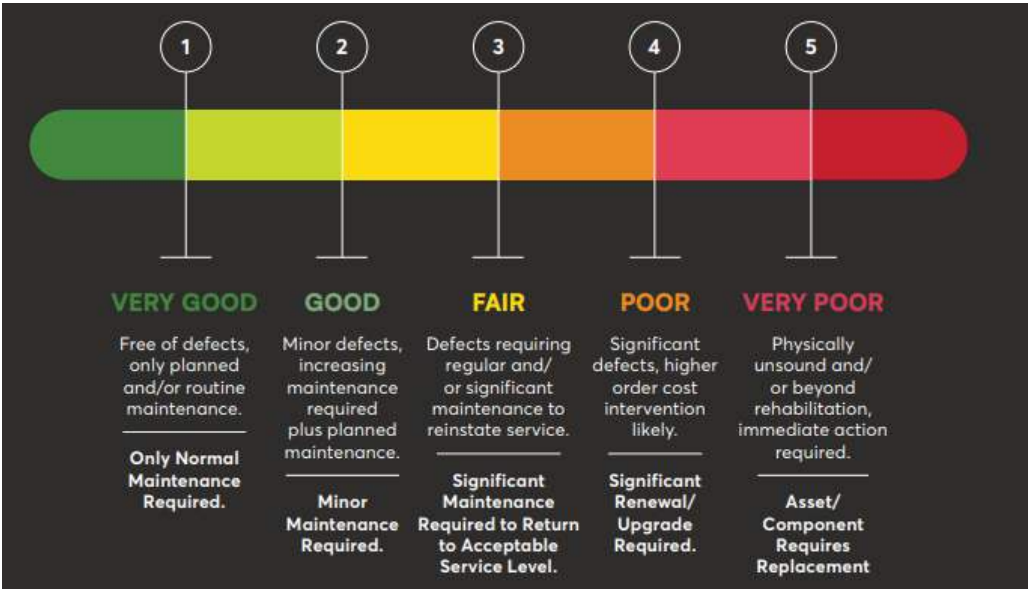 1
2
3
4
5
VERY GOOD
Free of defects,
only planned
and/or routine
maintenance.
Only Normal
Maintenance
Required.
GOOD
Minor defects,
increasing
maintenance
required
plus planned
maintenance.
Minor
Maintenance
Required.
FAIR
Defects requiring
regular and/
or significant
maintenance to
reinstate service.
Significant
Maintenance
Required to Return
to Acceptable
Service Level.
POOR
Significant
defects, higher
order cost
intervention
likely.
Significant
Renewal/
Upgrade
Required.
VERY POOR
Physically
unsound and/
or beyond
rehabilitation,
immediate action
required.
Asset/
Component
Requires
Replacement